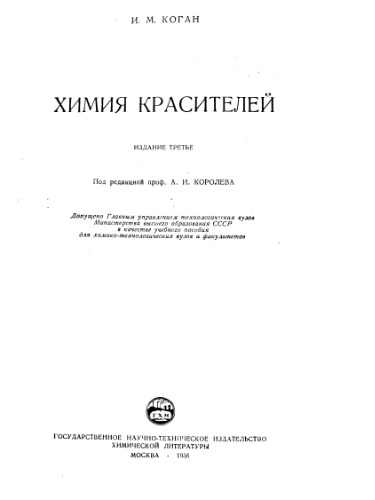 И. М. КОГАН
ХИМИЯ КРАСИТЕЛЕЙ
ИЗДАНИЕ ТРЕТЬЕ
Под редакцией проф. А. И. КОРОЛЕВА
Допущено Главным управлением технологических вузов
Министерства высшего образования СССР
в качестве учебного пособия
для химико-технологических вузов и факультетов
ГХИ
ГОСУДАРСТВЕННОЕ НАУЧНО-ТЕХНИЧЕСКОЕ ИЗДАТЕЛЬСТВО
ХИМИЧЕСКОЙ ЛИТЕРАТУРЫ
МОСКВА - 1956